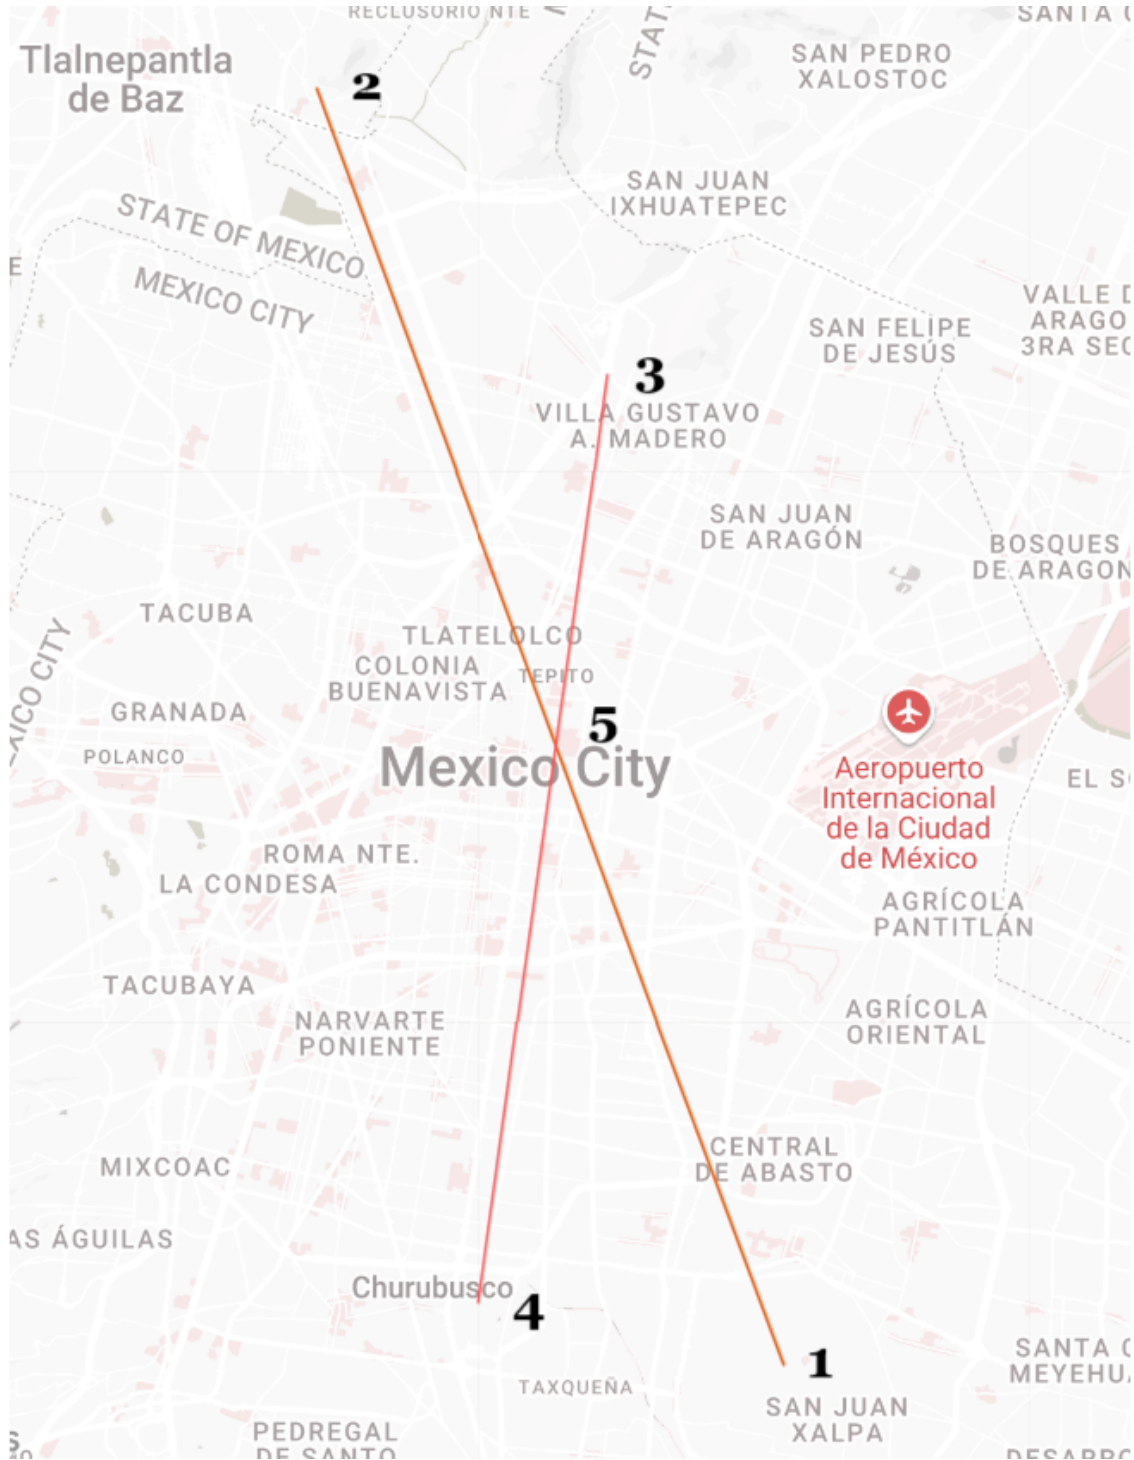 RECLUSORIO NTE
SANTA C
Tlalnepantla
de Baz
2
STAT
SAN PEDRO
XALOSTOC
SAN JUAN
IXHUATEPEC
STATE OF MEXICO
MEXICO CITY
E
VALLE D
ARAGO
3RA SEC
SAN FELIPE
DE JESÚS
3
VILLA GUSTAVO
A. MADERO
SAN JUAN
DE ARAGÓN
BOSQUES
DE ARAGON
TACUBA
TLATELOLCO
COLONIA
BUENAVISTA
TEPITO
XICO CITY
GRANADA
5
POLANCO
Mexico City
Aeropuerto
Internacional
de la Ciudad
de México
EL S
ROMA NTE.
LA CONDESA
AGRÍCOLA
PANTITLÁN
TACUBAYA
NARVARTE
PONIENTE
AGRÍCOLA
ORIENTAL
MIXCOAC
CENTRAL
DE ABASTO
AS ÁGUILAS
Churubusco
4
1
SANTA C
MEYEHU
TAXQUEÑA
SAN JUAN
XALPA
PEDREGAL
DE SANTO
DESARRO